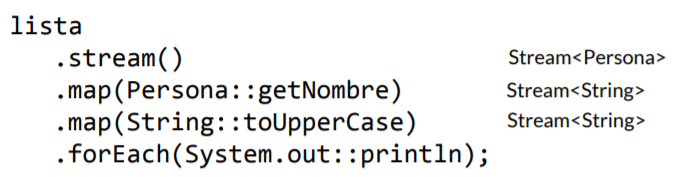 lista
.stream() Stream<Persona>
.map(Persona::getNombre) Stream<String>
.map(String::toUpperCase) Stream<String>
.forEach(System.out::println);